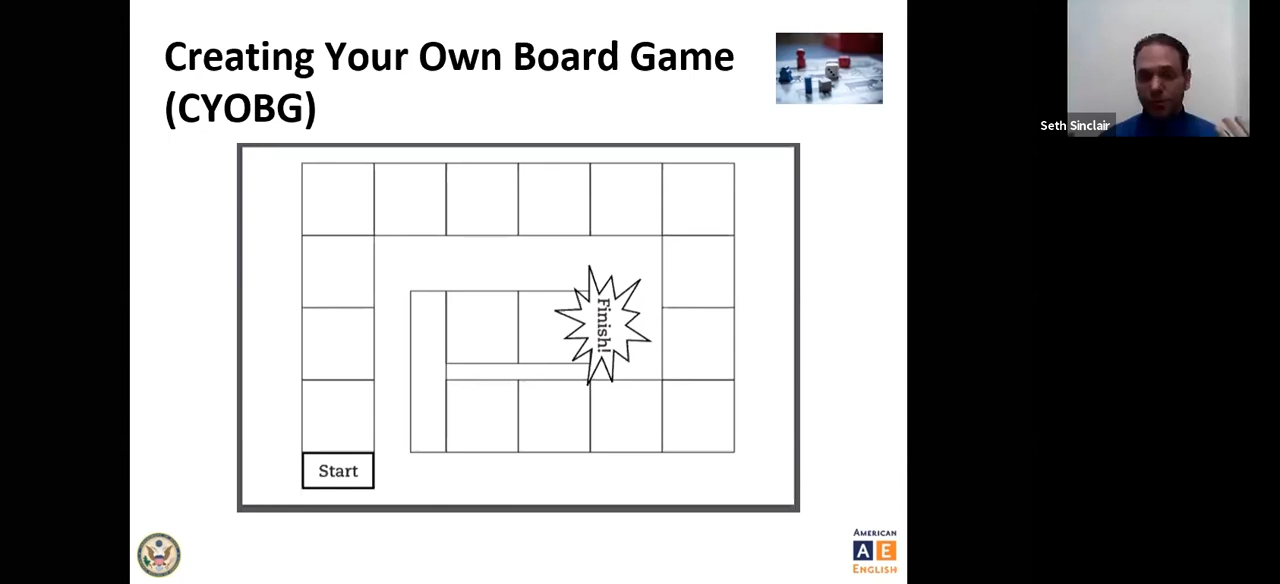 Creating Your Own Board Game
(CYOBG)
Seth Sinclair
Finish!
Start
AMERICAN
A E
ENGLISH